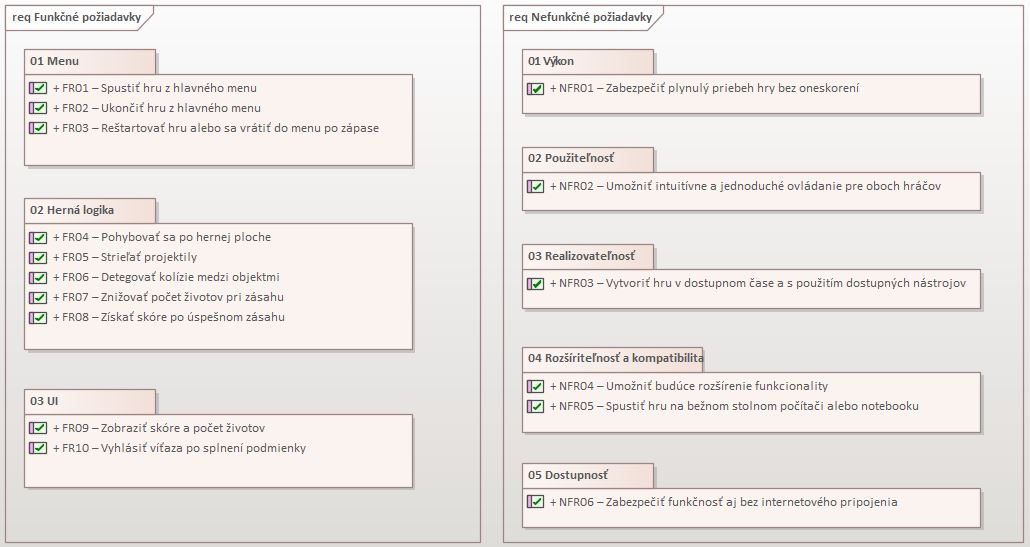 req Funkčné požiadavky
01 Menu
+ FR01 – Spustiť hru z hlavného menu
+ FR02 – Ukončiť hru z hlavného menu
+ FR03 – Reštartovať hru alebo sa vrátiť do menu po zápase
02 Herná logika
+ FR04 – Pohybovať sa po hernej ploche
+ FR05 – Strieľať projektily
+ FR06 – Detegovať kolízie medzi objektmi
+ FR07 – Znižovať počet životov pri zásahu
+ FR08 – Získať skóre po úspešnom zásahu
03 UI
+ FR09 – Zobraziť skóre a počet životov
+ FR10 – Vyhlásiť víťaza po splnení podmienky
req Nefunkčné požiadavky
01 Výkon
+ NFR01 – Zabezpečiť plynulý priebeh hry bez oneskorení
02 Použiteľnosť
+ NFR02 – Umožniť intuitívne a jednoduché ovládanie pre oboch hráčov
03 Realizovateľnosť
+ NFR03 – Vytvoriť hru v dostupnom čase a s použitím dostupných nástrojov
04 Rozšíriteľnosť a kompatibilita
+ NFR04 – Umožniť budúce rozšírenie funkcionality
+ NFR05 – Spustiť hru na bežnom stolnom počítači alebo notebooku
05 Dostupnosť
+ NFR06 – Zabezpečiť funkčnosť aj bez internetového pripojenia